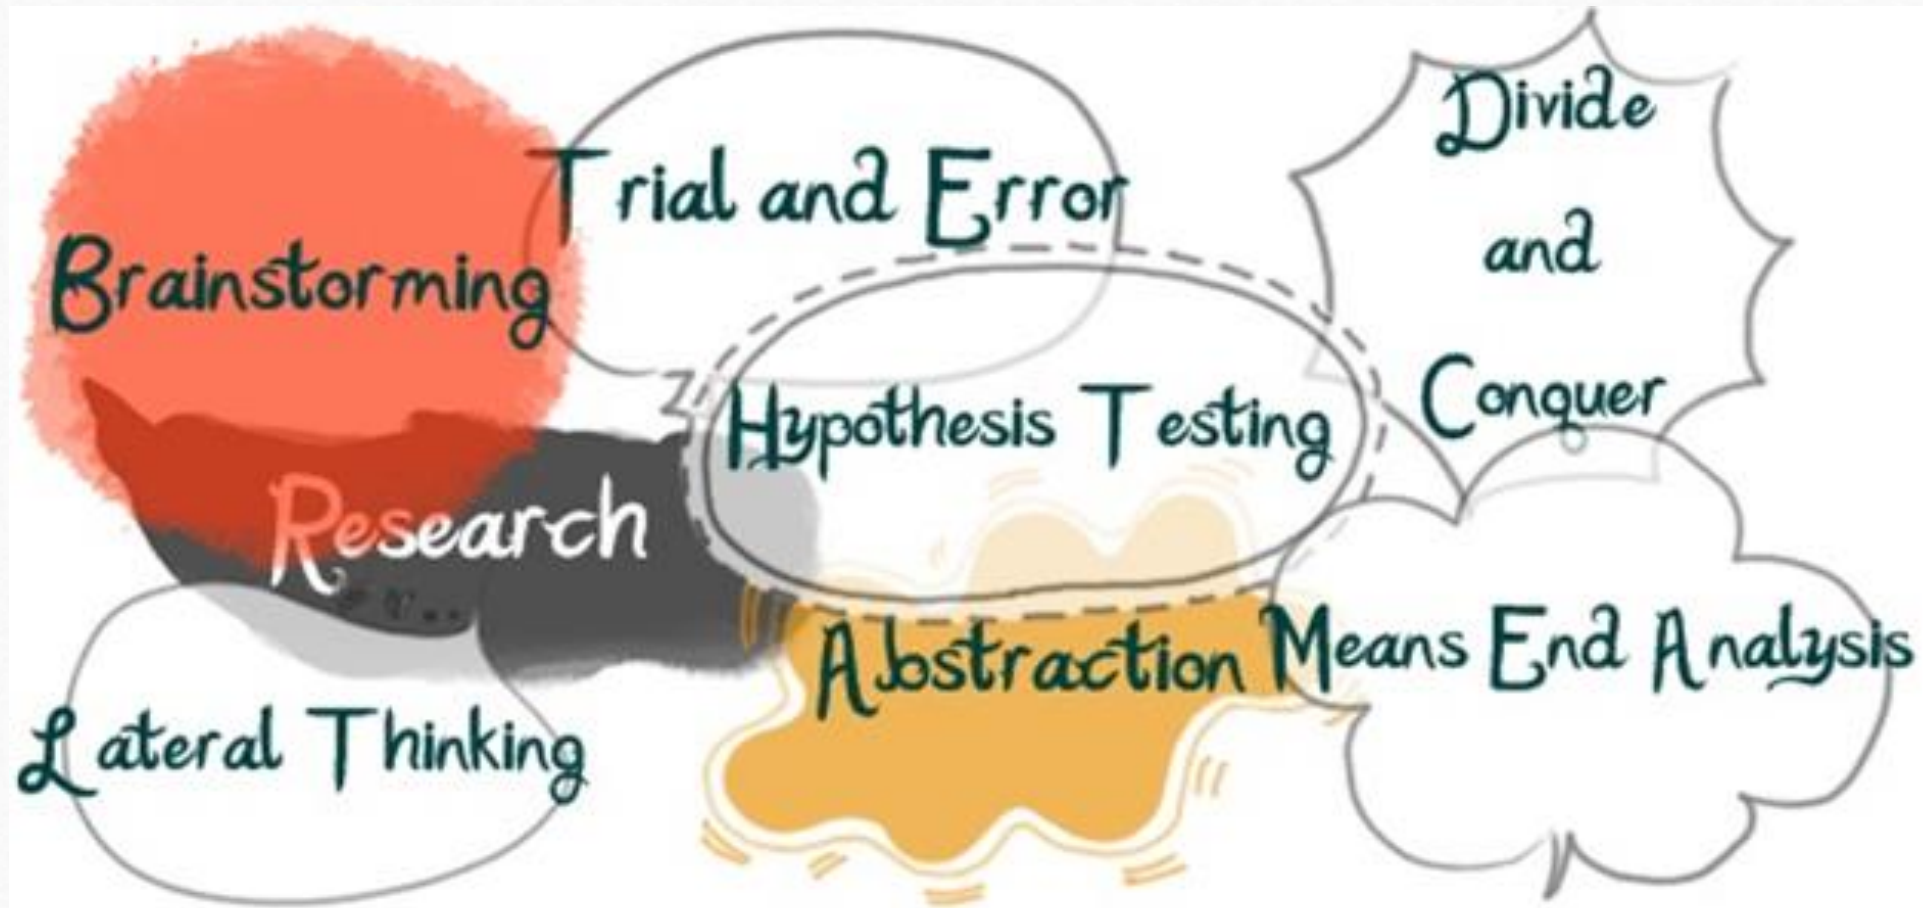 Brainstorming
Trial and Error
Divide
and
Conquer
Hypothesis Testing
Research
Abstraction
Means End Analysis
Lateral Thinking